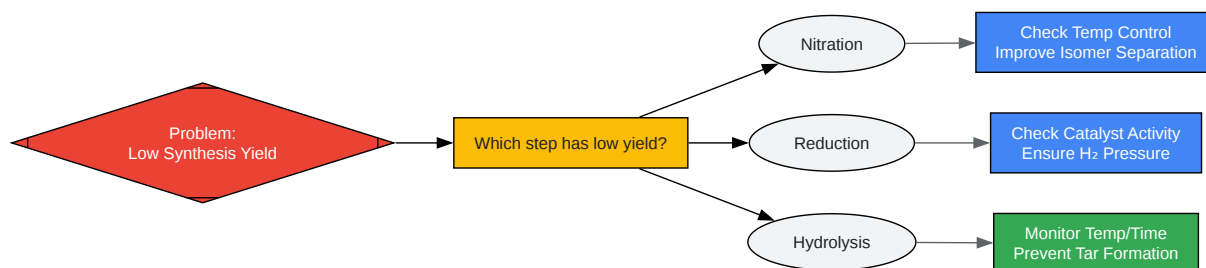 Problem:
Low Synthesis Yield
Which step has low yield?
Nitration
Check Temp Control
Improve Isomer Separation
Reduction
Check Catalyst Activity
Ensure H₂ Pressure
Hydrolysis
Monitor Temp/Time
Prevent Tar Formation